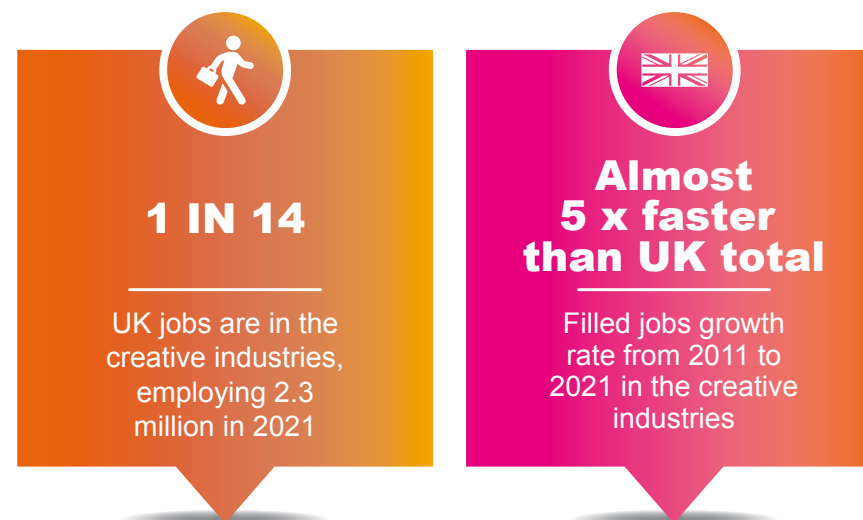 1 IN 14
UK jobs are in the
creative industries,
employing 2.3
million in 2021
Almost
5 x faster
than UK total
Filled jobs growth
rate from 2011 to
2021 in the creative
industries